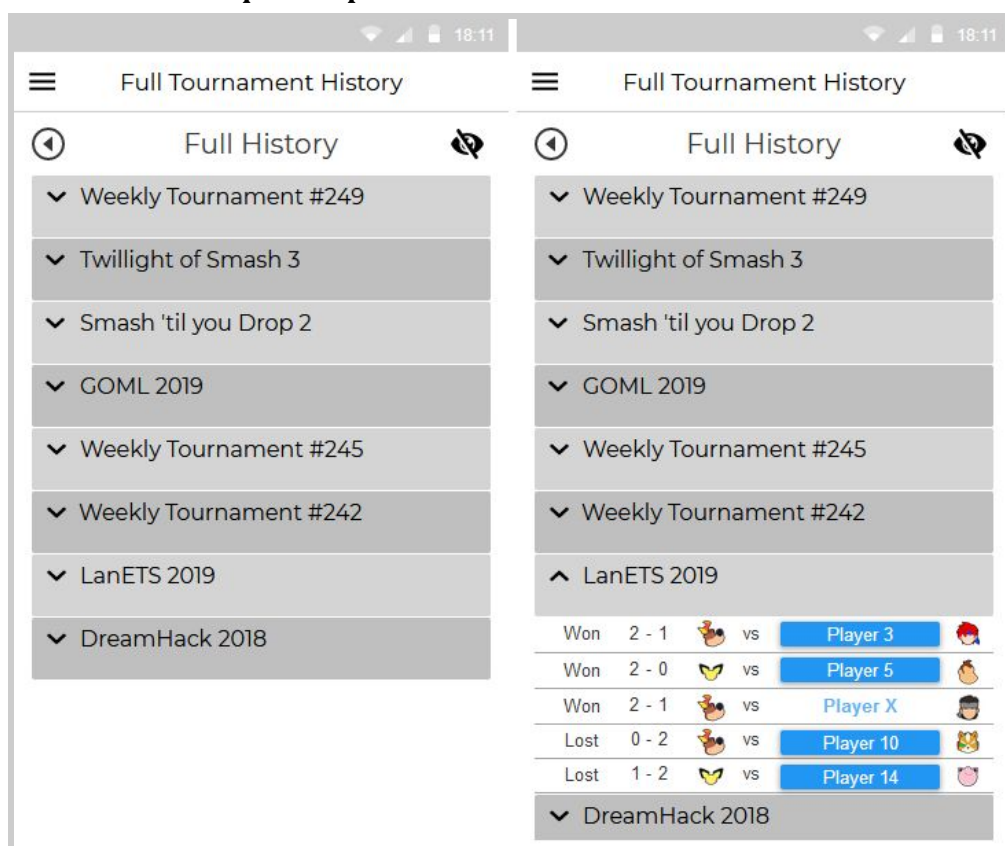 18:11
Full Tournament History
Full History
Weekly Tournament #249
Twillight of Smash 3
Smash 'til you Drop 2
GOML 2019
Weekly Tournament #245
Weekly Tournament #242
LanETS 2019
DreamHack 2018
18:11
Full Tournament History
Full History
Weekly Tournament #249
Twillight of Smash 3
Smash 'til you Drop 2
GOML 2019
Weekly Tournament #245
Weekly Tournament #242
LanETS 2019
Won 2 - 1 vs Player 3
Won 2 - 0 vs Player 5
Won 2 - 1 vs Player X
Lost 0 - 2 vs Player 10
Lost 1 - 2 vs Player 14
DreamHack 2018